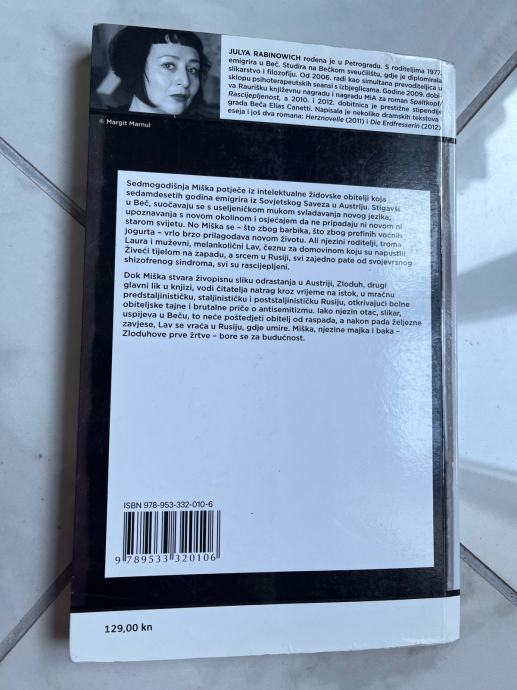 JULYA RABINOWICH rođena je u Petrogradu. S roditeljima 1977.
emigrira u Beč. Studira na Bečkom sveučilištu, gdje je diplomirala
slikarstvo i filozofiju. Od 2006. radi kao simultana prevoditeljica u
sklopu psihoterapeutskih seansi s izbjeglicama. Godine 2009. dobi-
va Raurišku književnu nagradu i nagradu MiA za roman Spaltkopf/
Rascijepljenost, a 2010. i 2012. dobitnica je prestižne stipendije
grada Beča Elias Canetti. Napisala je nekoliko dramskih tekstova
eseja i još dva romana: Herznovelle (2011) i Die Erdfresserin (2012)
© Margit Marnul
Sedmogodišnja Miška potječe iz intelektualne židovske obitelji koja
sedamdesetih godina emigrira iz Sovjetskog Saveza u Austriju. Stigavši
u Beč, suočavaju se s useljeničkom mukom svladavanja novog jezika,
upoznavanja s novom okolinom i osjećajem da ne pripadaju ni novom ni
starom svijetu. No Miška se – što zbog barbika, što zbog prefinih voćnih
jogurta – vrlo brzo prilagođava novom životu. Ali njezini roditelji, troma
Laura i muževni, melankolični Lav, čeznu za domovinom koju su napustili.
Živeći tijelom na zapadu, a srcem u Rusiji, svi zajedno pate od svojevrsnog
shizofrenog sindroma, svi su rascijepljeni.
Dok Miška stvara živopisnu sliku odrastanja u Austriji, Zloduh, drugi
glavni lik u knjizi, vodi čitatelja natrag kroz vrijeme na istok, u mračnu
predstaljinističku, staljinističku i poststaljinističku Rusiju, otkrivajući bolne
obiteljske tajne i brutalne priče o antisemitizmu. Iako njezin otac, slikar,
uspijeva u Beču, to neće poštedjeti obitelj od raspada, a nakon pada željezne
zavjese, Lav se vraća u Rusiju, gdje umire. Miška, njezine majka i baka –
Zloduhove prve žrtve – bore se za budućnost.
ISBN 978-953-332-010-6
9 789533 320106
129,00 kn